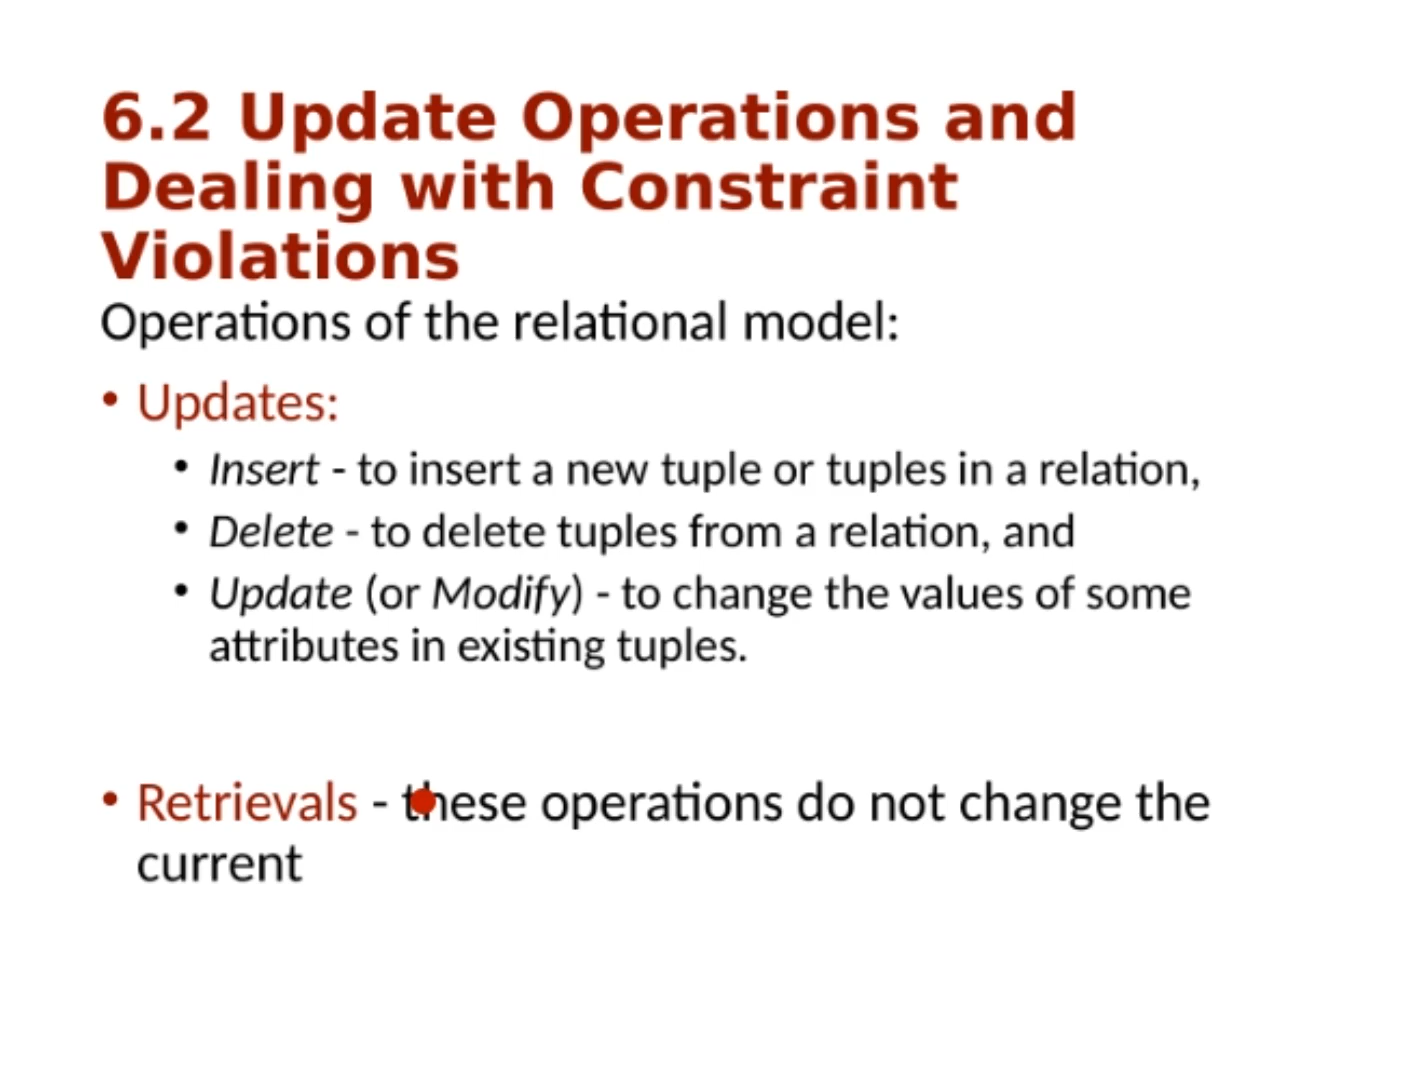 6.2 Update Operations and
Dealing with Constraint
Violations
Operations of the relational model:
• Updates:
• Insert - to insert a new tuple or tuples in a relation,
• Delete - to delete tuples from a relation, and
• Update (or Modify) - to change the values of some
attributes in existing tuples.
• Retrievals - these operations do not change the
current